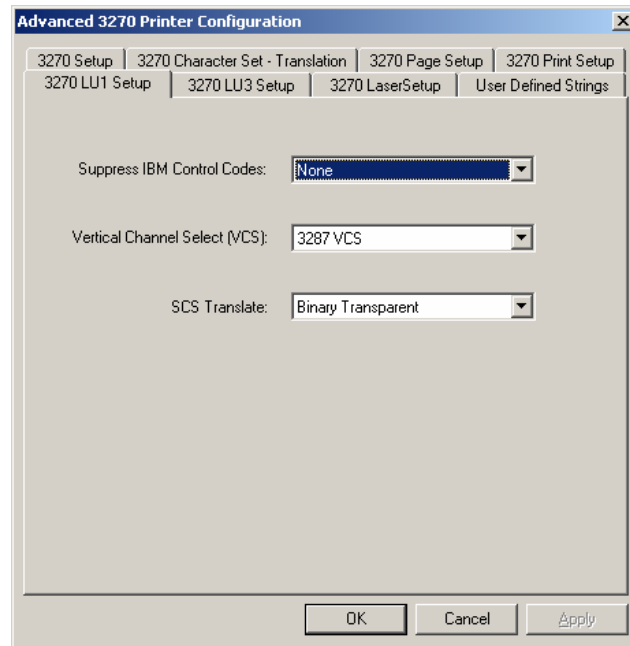 Advanced 3270 Printer Configuration
3270 Setup
3270 Character Set - Translation
3270 Page Setup
3270 Print Setup
3270 LU1 Setup
3270 LU3 Setup
3270 LaserSetup
User Defined Strings
Suppress IBM Control Codes: None
Vertical Channel Select (VCS): 3287 VCS
SCS Translate: Binary Transparent
OK
Cancel
Apply